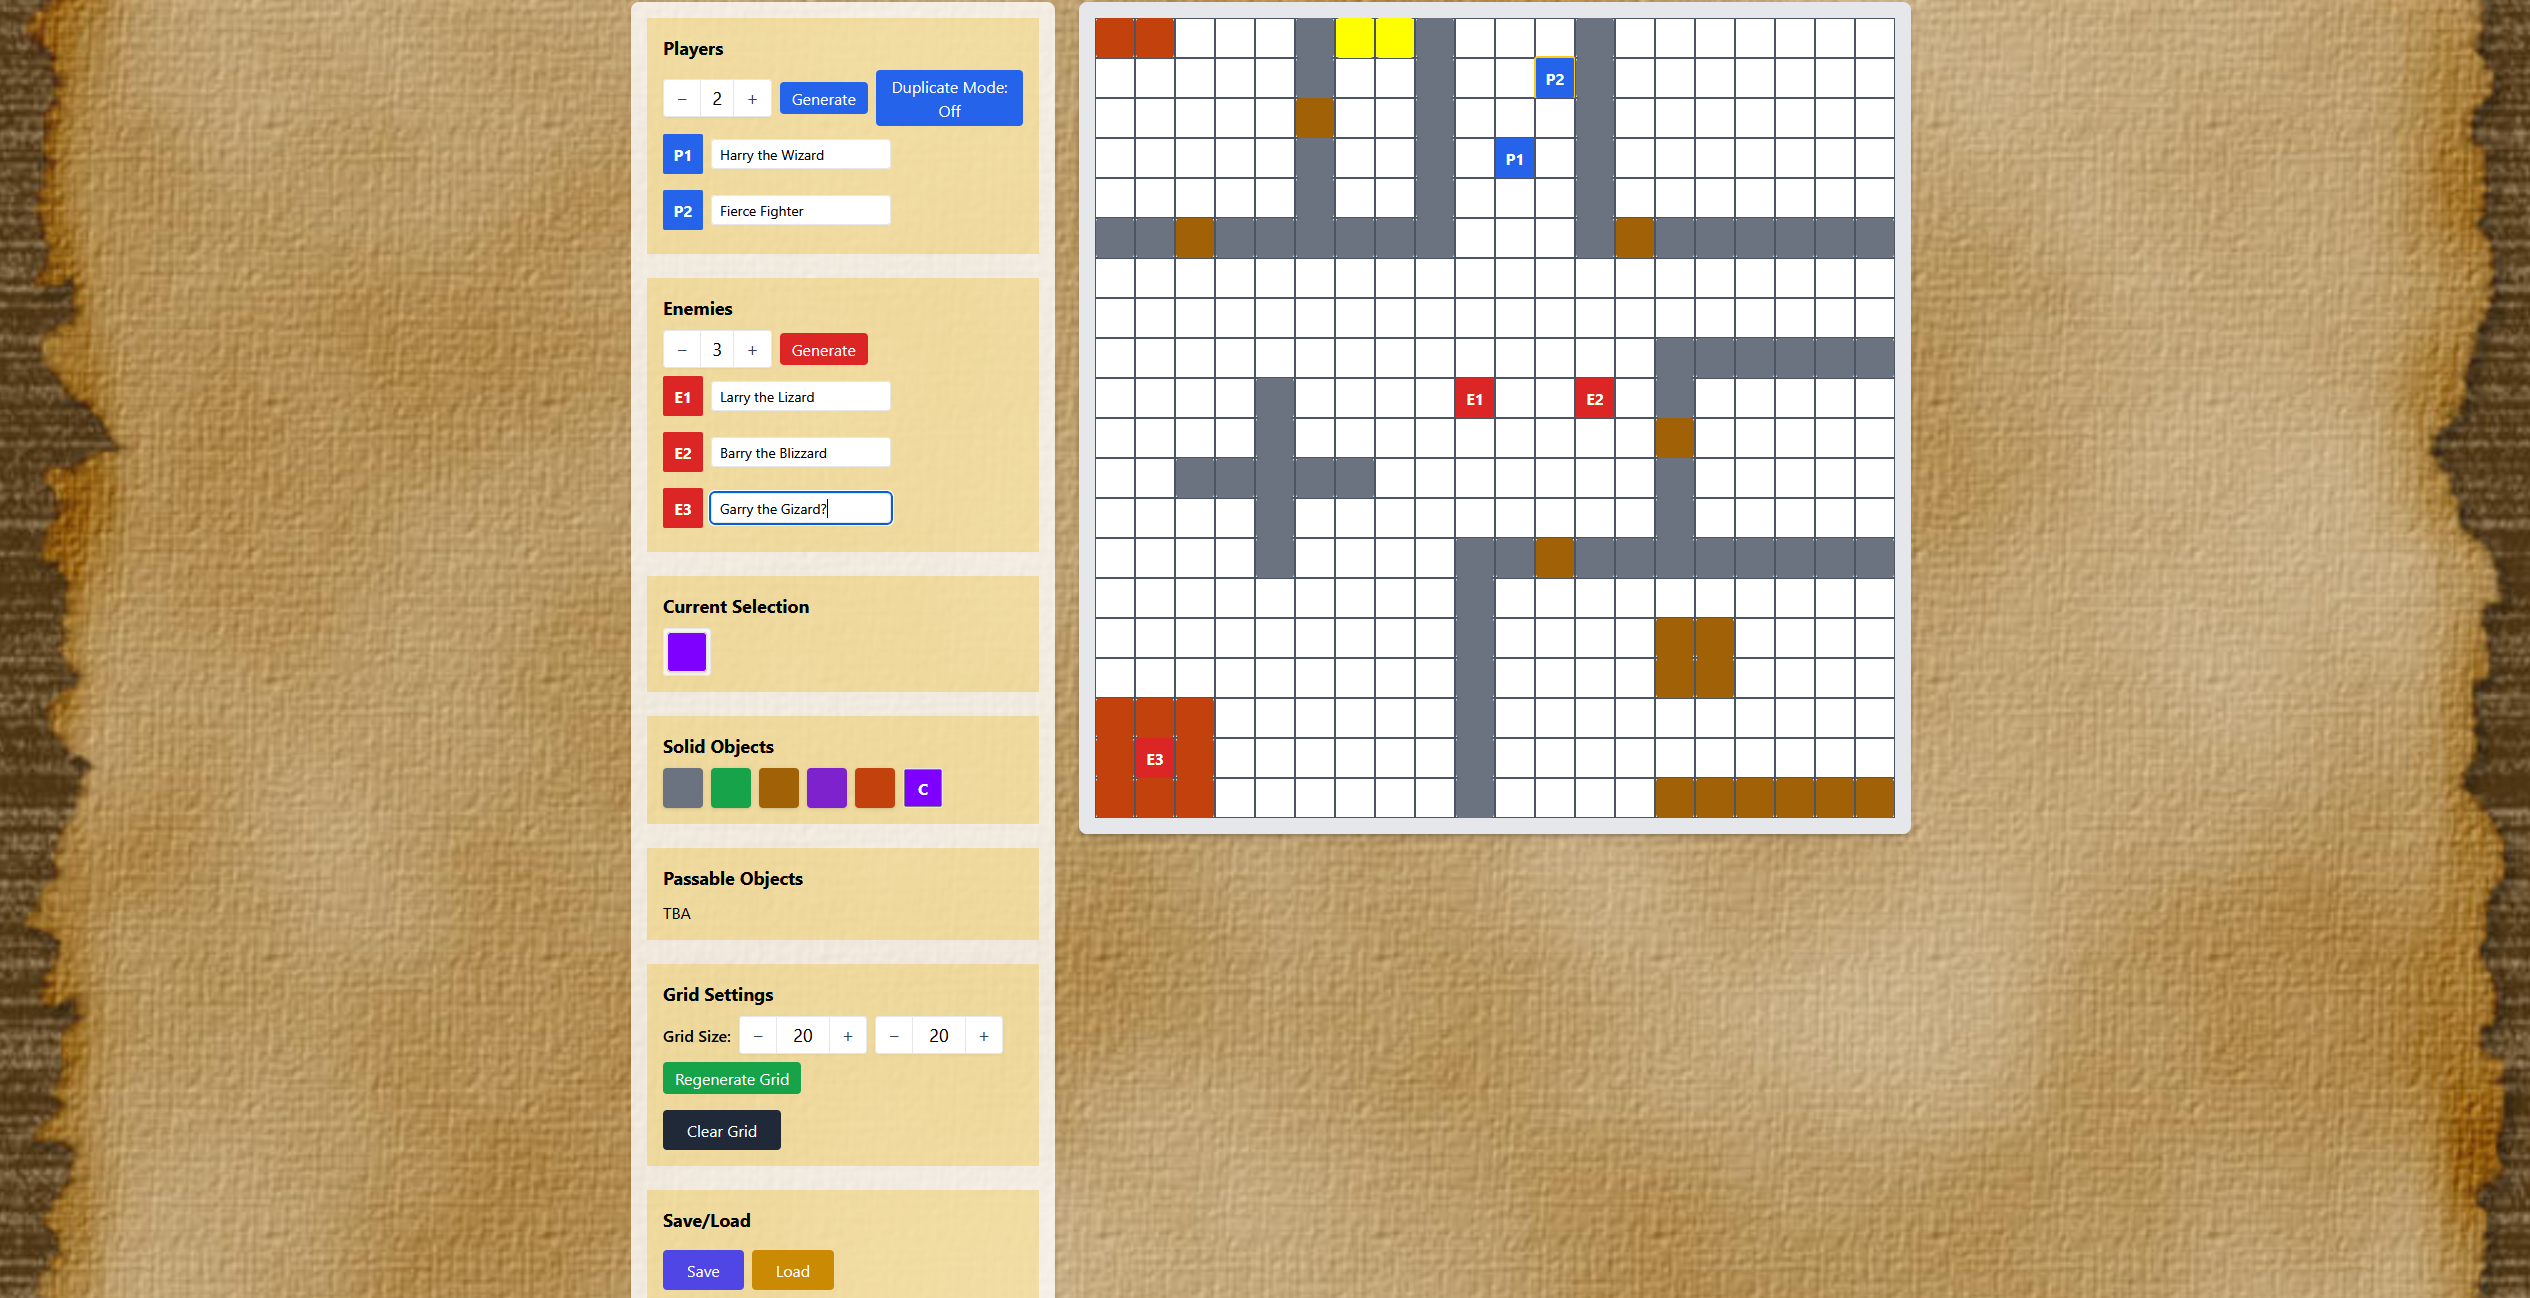 Players
− 2 + Generate Duplicate Mode:
Off
P1 Harry the Wizard
P2 Fierce Fighter
Enemies
− 3 + Generate
E1 Larry the Lizard
E2 Barry the Blizzard
E3 Garry the Gizard?
Current Selection
Solid Objects
C
Passable Objects
TBA
Grid Settings
Grid Size: − 20 + − 20 +
Regenerate Grid
Clear Grid
Save/Load
Save Load
P2
P1
E1 E2
E3